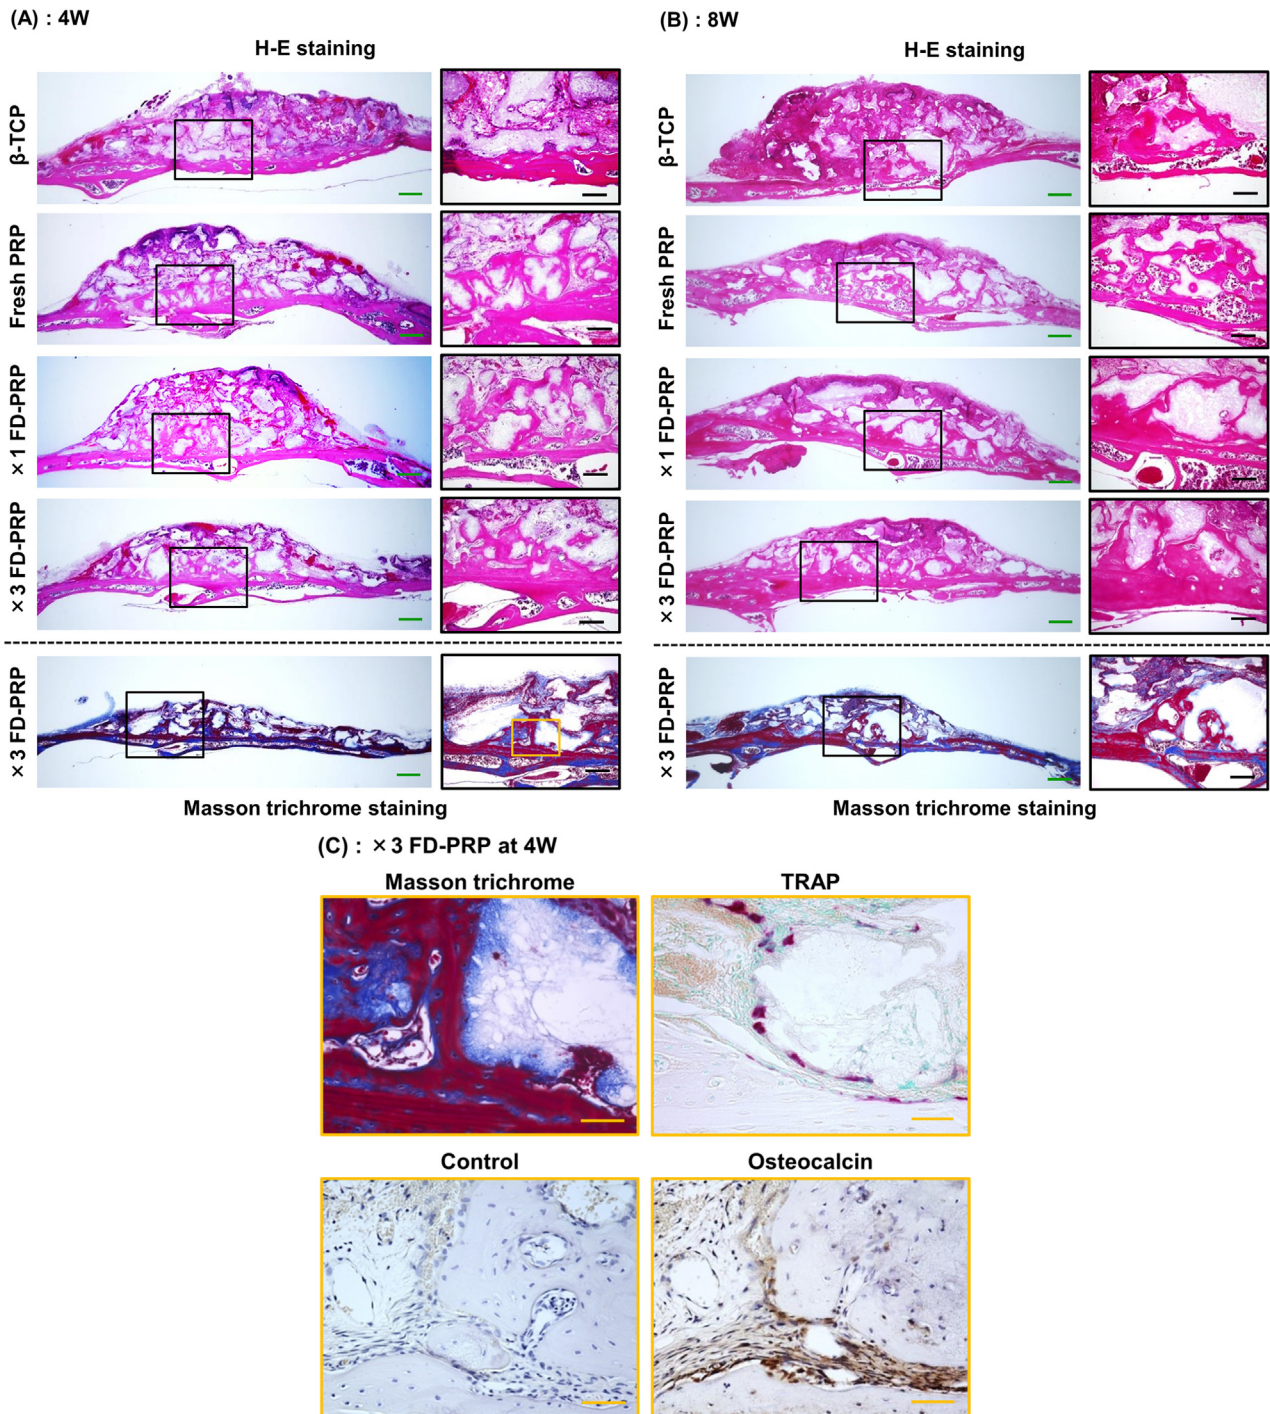 (A) : 4W
H-E staining
β-TCP
Fresh PRP
×1 FD-PRP
×3 FD-PRP
×3 FD-PRP
Masson trichrome staining
(B) : 8W
H-E staining
β-TCP
Fresh PRP
×1 FD-PRP
×3 FD-PRP
×3 FD-PRP
Masson trichrome staining
(C) : ×3 FD-PRP at 4W
Masson trichrome
TRAP
Control
Osteocalcin